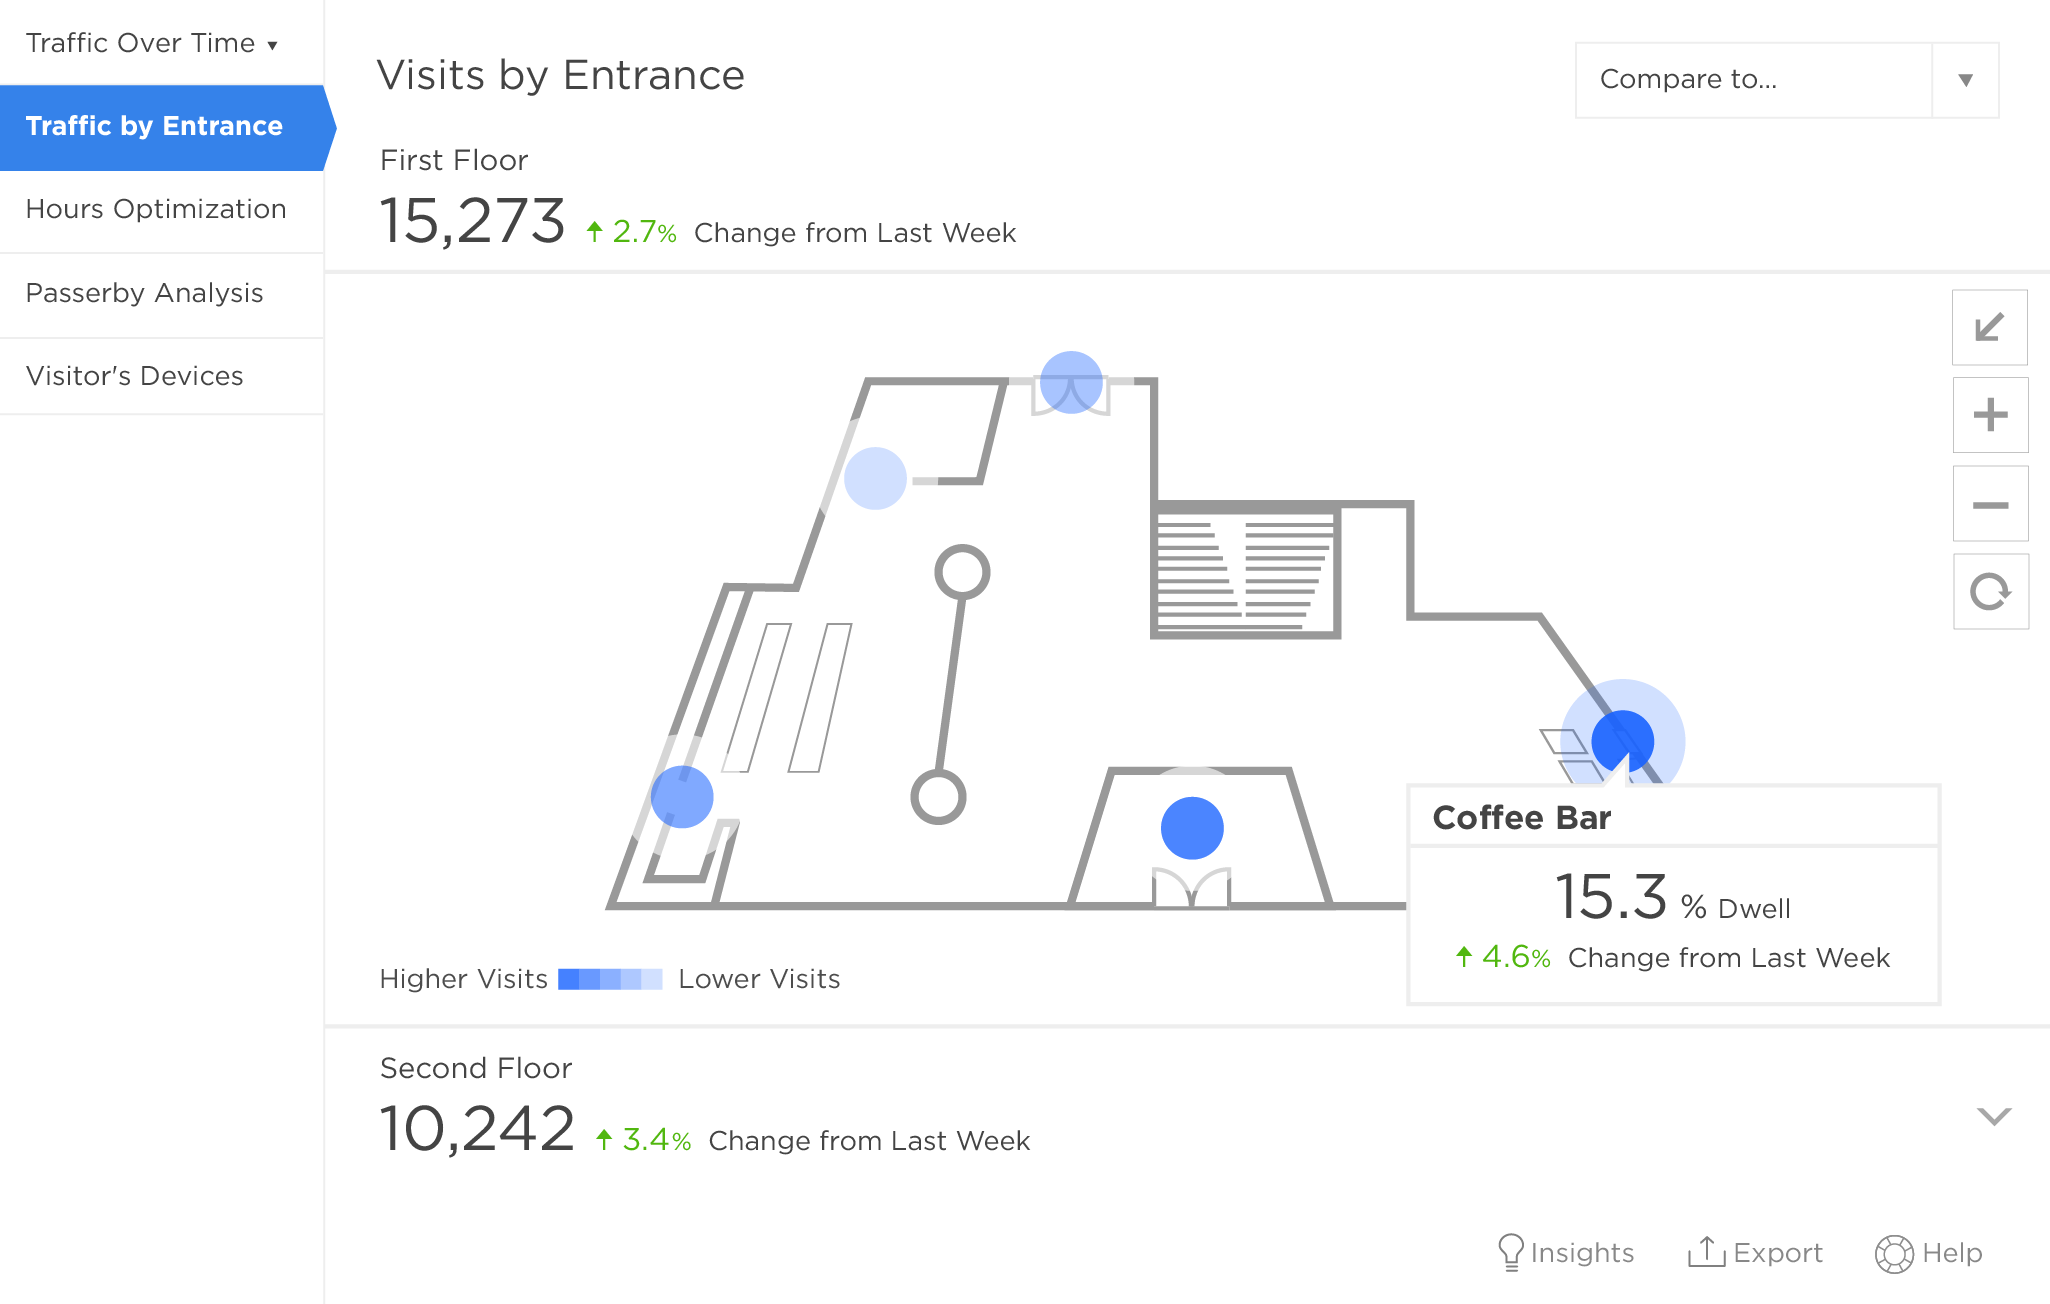 Traffic Over Time ▾
Traffic by Entrance
Hours Optimization
Passerby Analysis
Visitor's Devices
Visits by Entrance
Compare to...
First Floor
15,273 2.7% Change from Last Week
Coffee Bar
15.3 % Dwell
4.6% Change from Last Week
Higher Visits Lower Visits
Second Floor
10,242 3.4% Change from Last Week
Insights Export Help